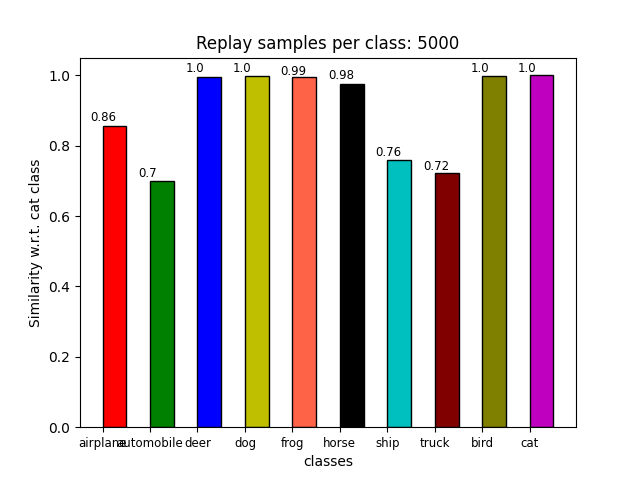 Replay samples per class: 5000
Similarity w.r.t. cat class
1.0
0.8
0.6
0.4
0.2
0.0
0.86
0.7
1.0
1.0
0.99
0.98
0.76
0.72
1.0
1.0
airplane
automobile
deer
dog
frog
horse
ship
truck
bird
cat
classes